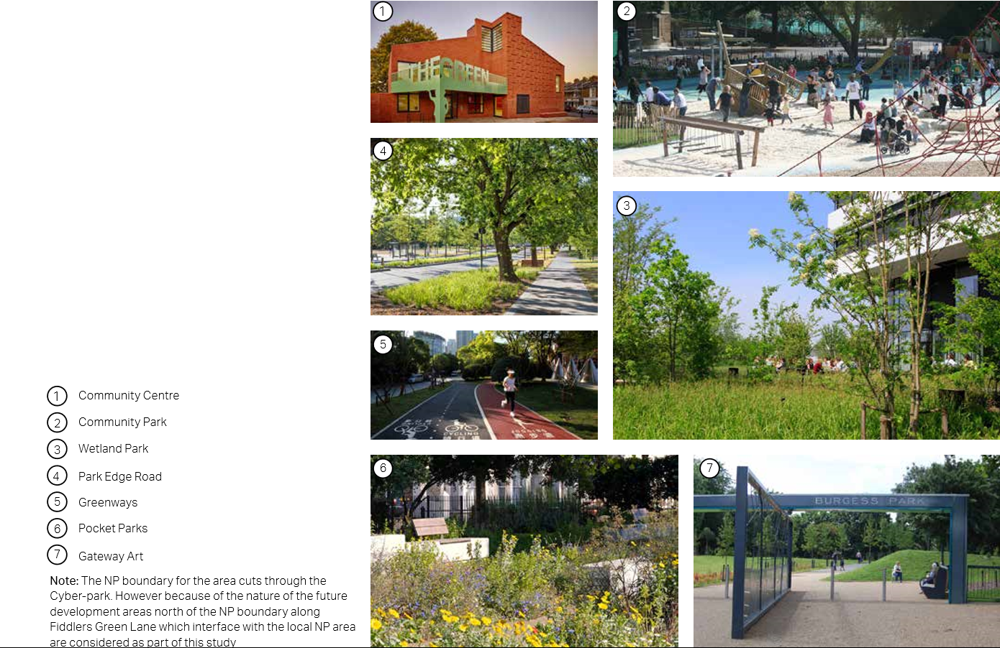 1
THE GREEN
2
4
3
5
CYCLING
6
7
BURGESS PARK
1 Community Centre
2 Community Park
3 Wetland Park
4 Park Edge Road
5 Greenways
6 Pocket Parks
7 Gateway Art
Note: The NP boundary for the area cuts through the
Cyber-park. However because of the nature of the future
development areas north of the NP boundary along
Fiddlers Green Lane which interface with the local NP area
are considered as part of this study